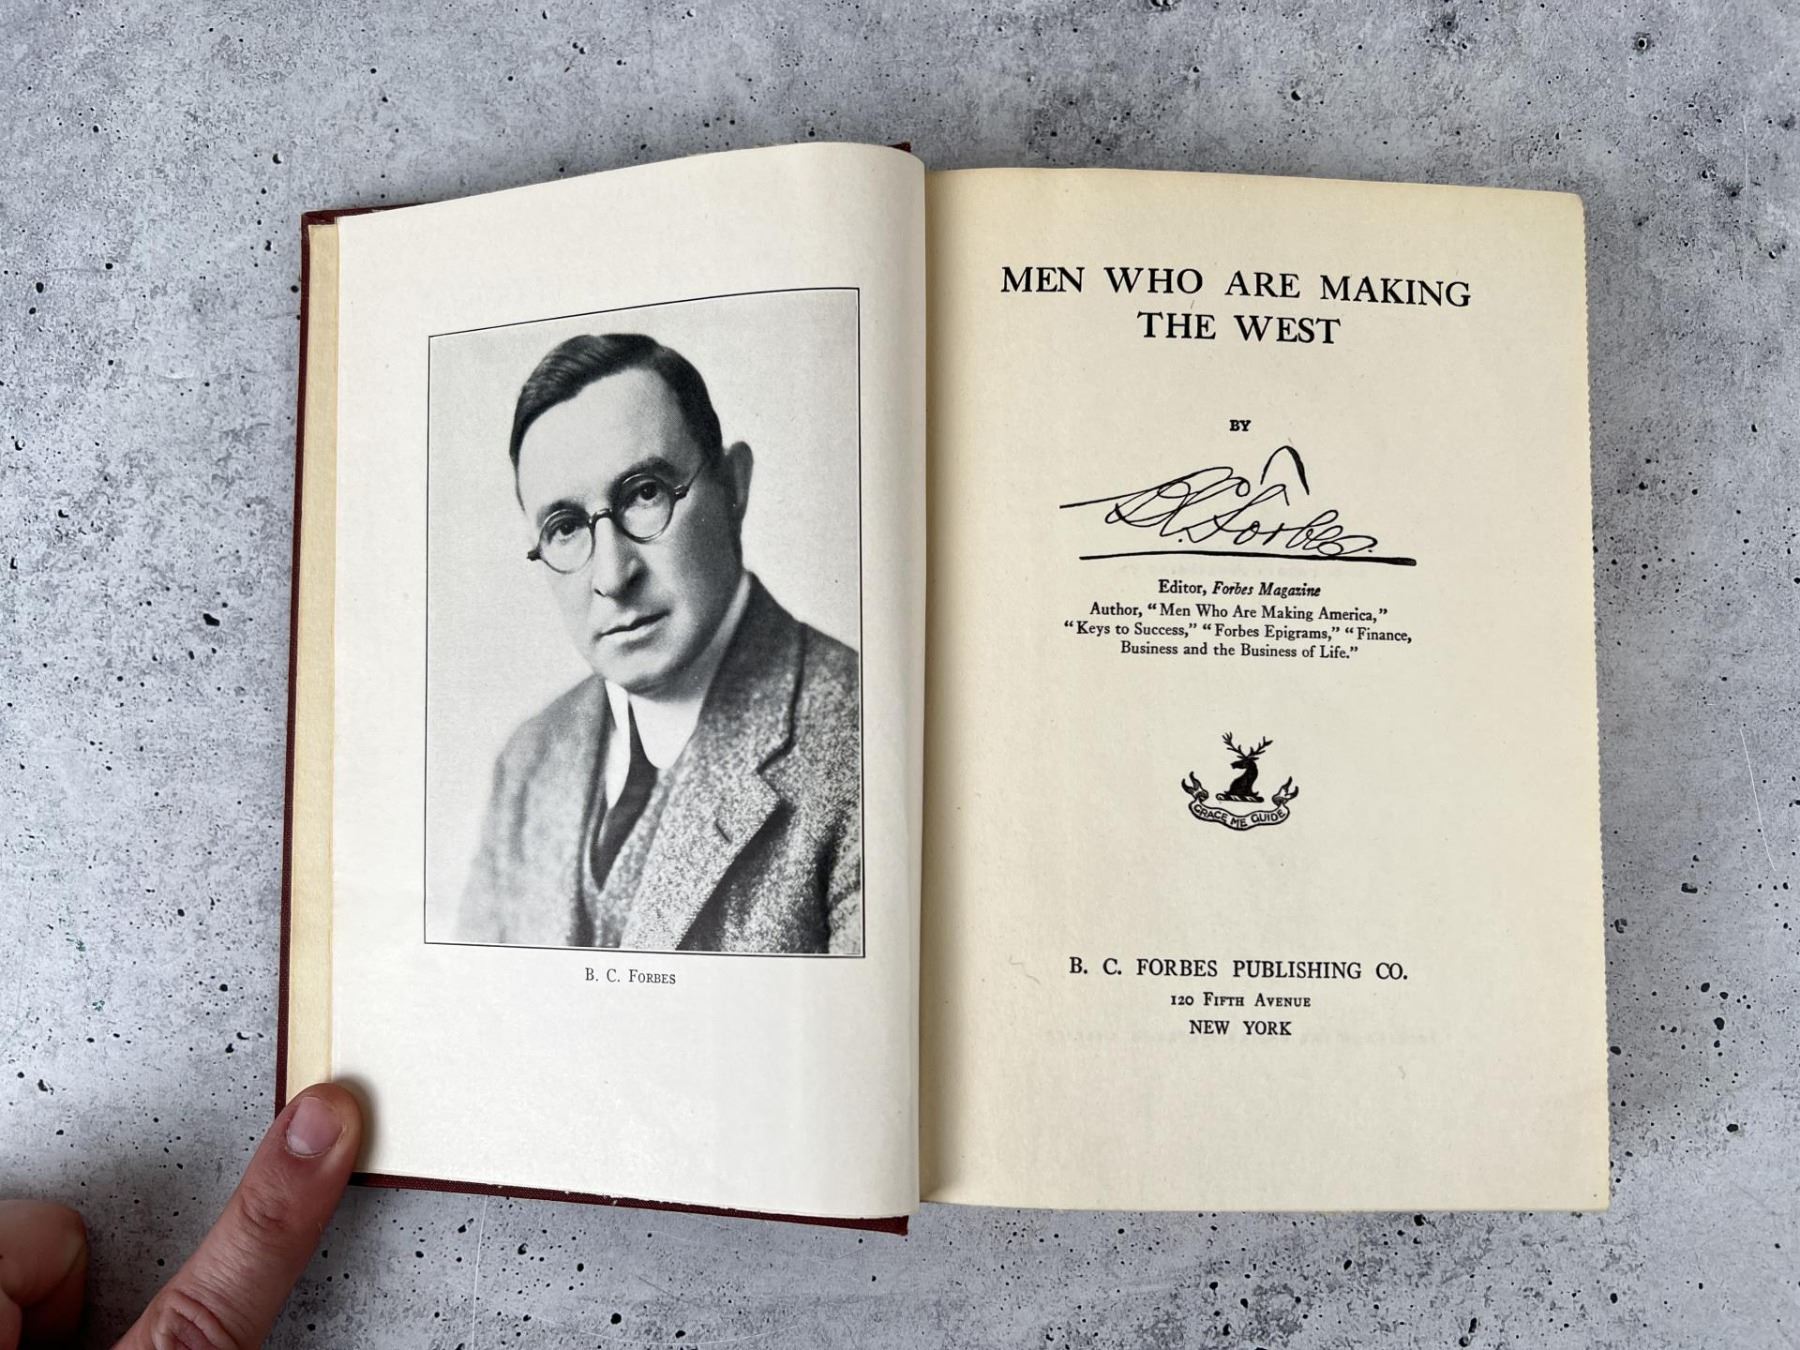 B. C. FORBES
MEN WHO ARE MAKING
THE WEST
BY
B. C. Forbes.
Editor, Forbes Magazine
Author, “Men Who Are Making America,”
“Keys to Success,” “Forbes Epigrams,” “Finance,
Business and the Business of Life.”
GRACE ME GUIDE
B. C. FORBES PUBLISHING CO.
120 FIFTH AVENUE
NEW YORK